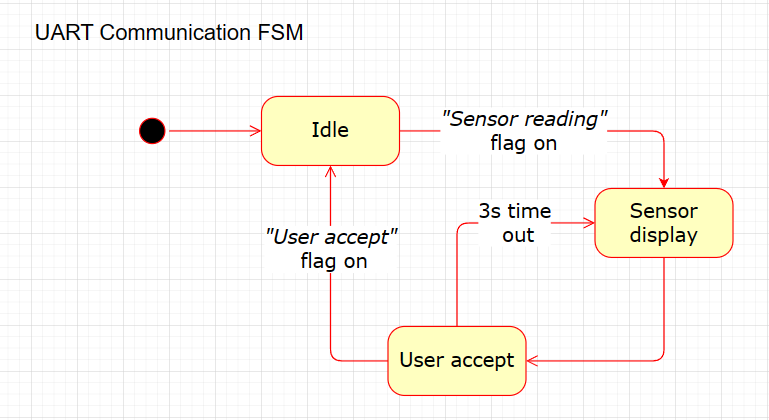 UART Communication FSM
Idle
"Sensor reading"
flag on
3s time
out
Sensor
display
"User accept"
flag on
User accept